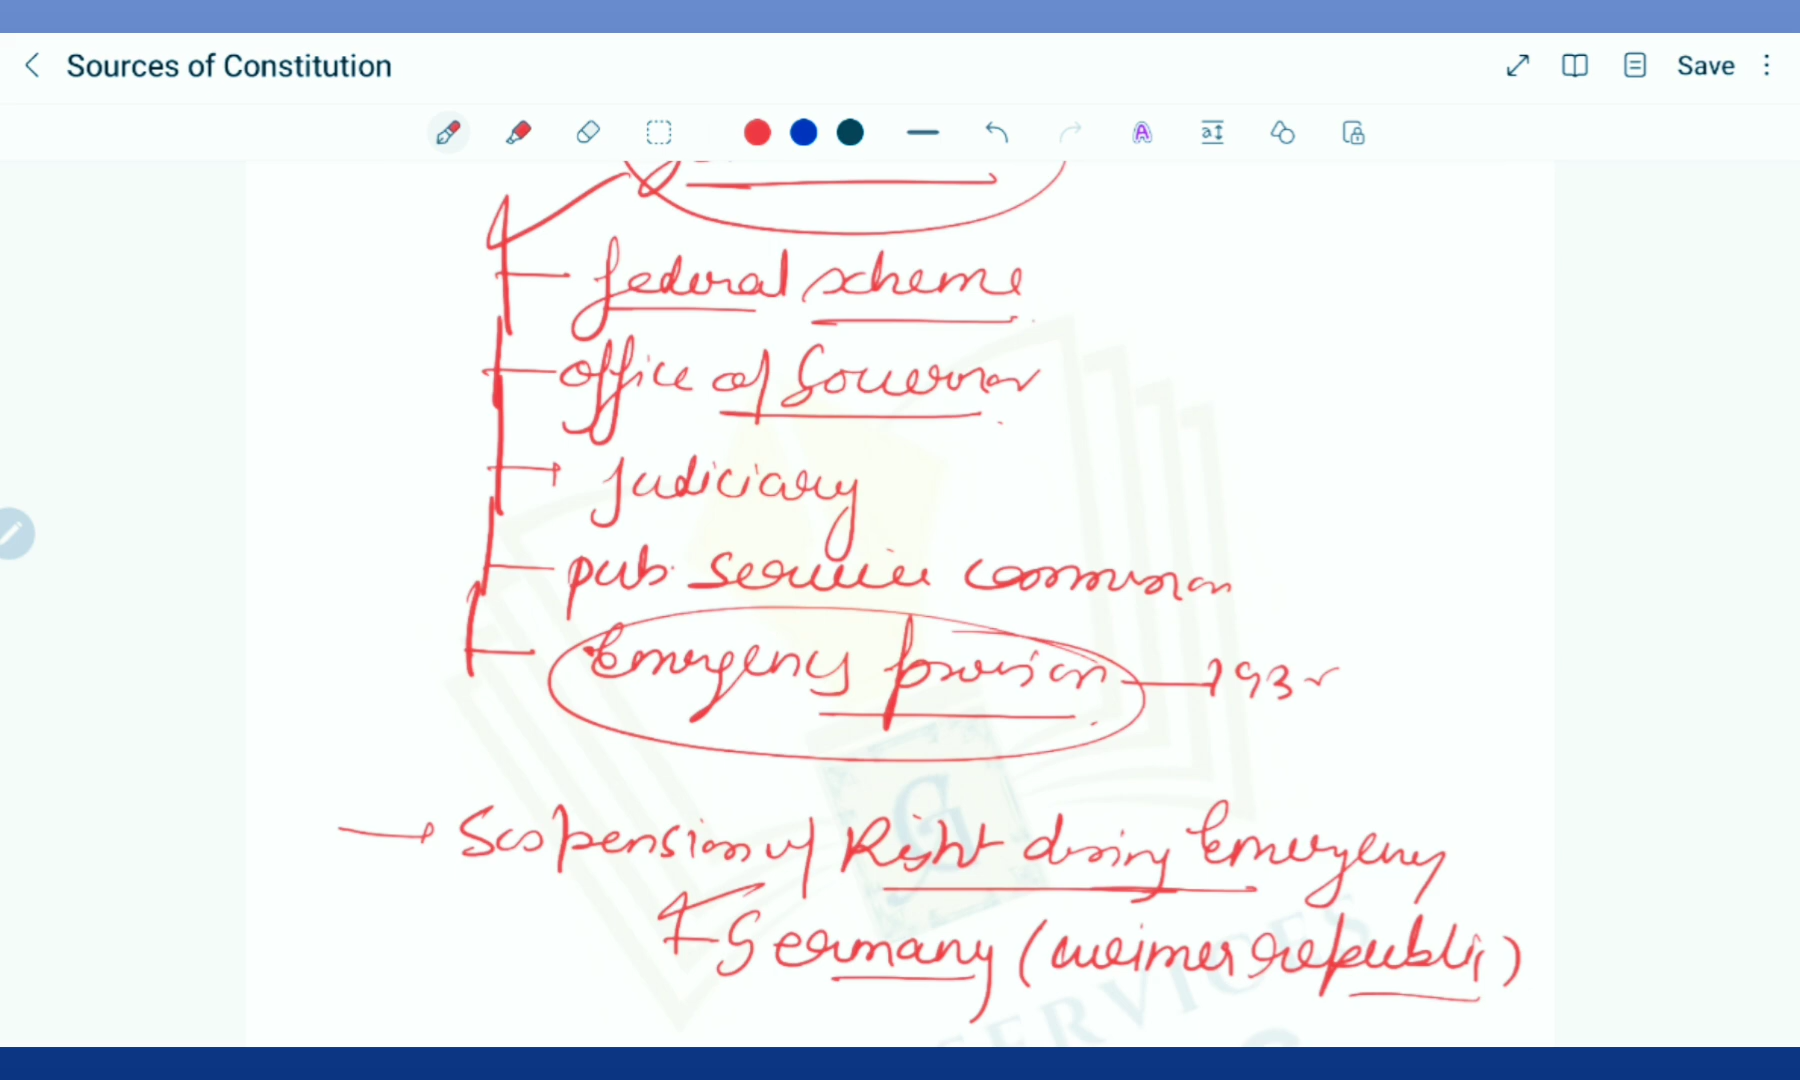 Sources of Constitution
Save
federal scheme
office of Governor
Judiciary
pub. service commission
Emergency provision 1935
Suspension of Right during Emergency
Germany (weimer republic)
SERVICES